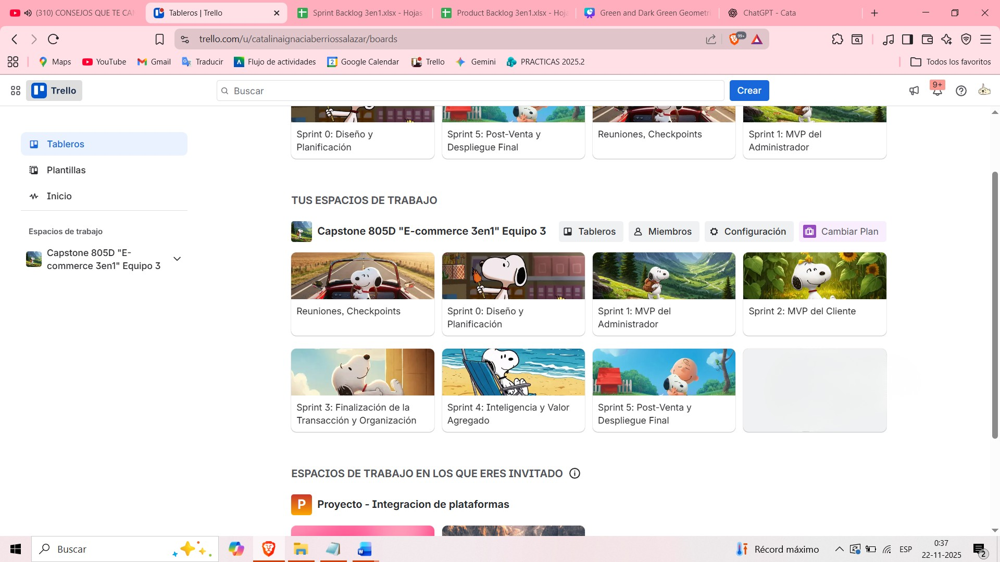 (310) CONSEJOS QUE TE CA
Tableros | Trello
Sprint Backlog 3en1.xlsx - Hojas
Product Backlog 3en1.xlsx - Hoja
Green and Dark Green Geometri
ChatGPT - Cata
trello.com/u/catalinaignaciaberriossalazar/boards
99+
Maps
YouTube
Gmail
Traducir
Flujo de actividades
Google Calendar
Trello
Gemini
PRACTICAS 2025.2
Todos los favoritos
Trello
Buscar
Crear
9+
Tableros
Plantillas
Inicio
Espacios de trabajo
Capstone 805D "E-
commerce 3en1" Equipo 3
Sprint 0: Diseño y
Planificación
Sprint 5: Post-Venta y
Despliegue Final
Reuniones, Checkpoints
Sprint 1: MVP del
Administrador
TUS ESPACIOS DE TRABAJO
Capstone 805D "E-commerce 3en1" Equipo 3
Tableros
Miembros
Configuración
Cambiar Plan
Reuniones, Checkpoints
Sprint 0: Diseño y
Planificación
Sprint 1: MVP del
Administrador
Sprint 2: MVP del Cliente
Sprint 3: Finalización de la
Transacción y Organización
Sprint 4: Inteligencia y Valor
Agregado
Sprint 5: Post-Venta y
Despliegue Final
ESPACIOS DE TRABAJO EN LOS QUE ERES INVITADO
P
Proyecto - Integracion de plataformas
Buscar
Récord máximo
ESP
0:37
22-11-2025
2